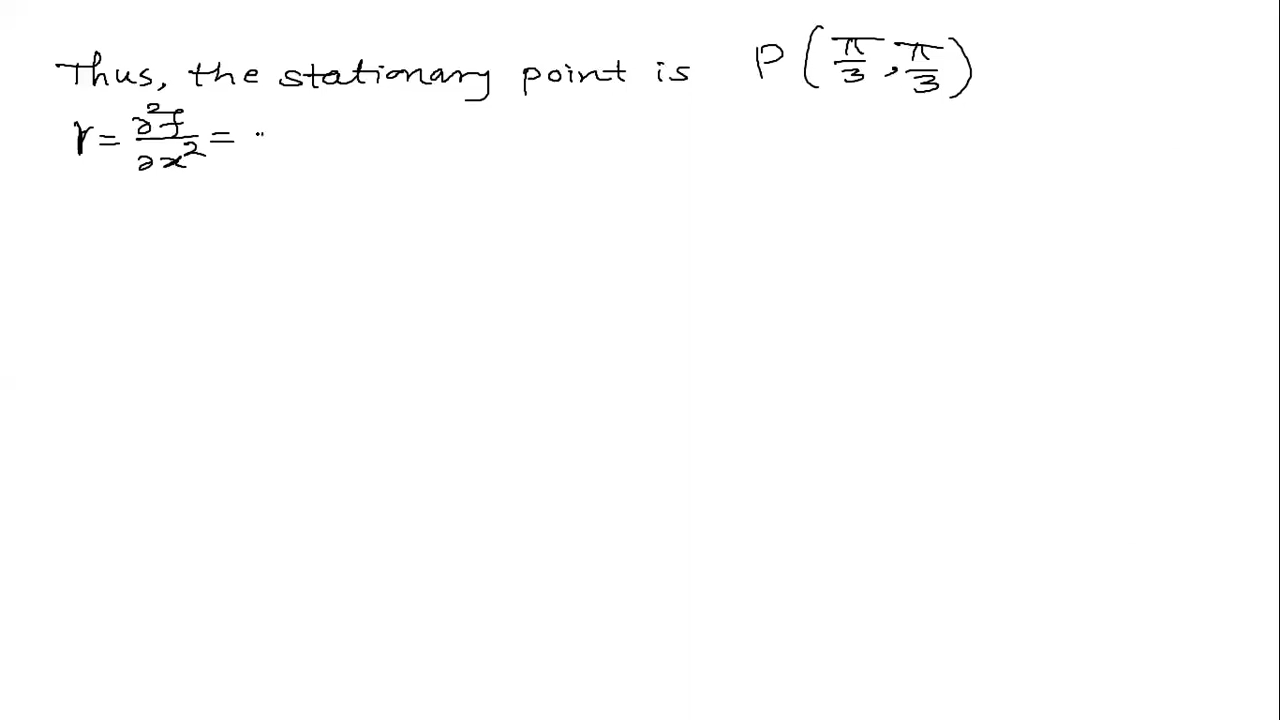 Thus, the stationary point is P(π/3, π/3)
r = ∂²f/∂x² =